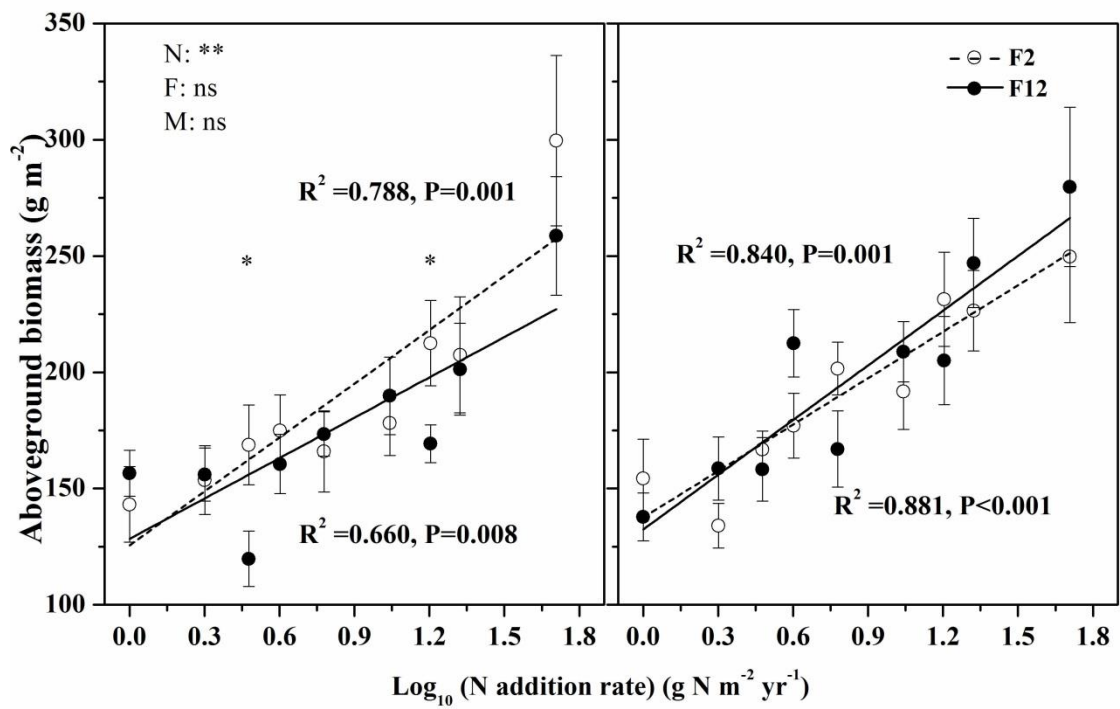 350
300
250
200
150
100
Aboveground biomass (g m⁻²)
N: **
F: ns
M: ns
R² =0.788, P=0.001
*
*
R² =0.660, P=0.008
F2
F12
R² =0.840, P=0.001
R² =0.881, P<0.001
0.0 0.3 0.6 0.9 1.2 1.5 1.8
0.0 0.3 0.6 0.9 1.2 1.5 1.8
Log₁₀ (N addition rate) (g N m⁻² yr⁻¹)